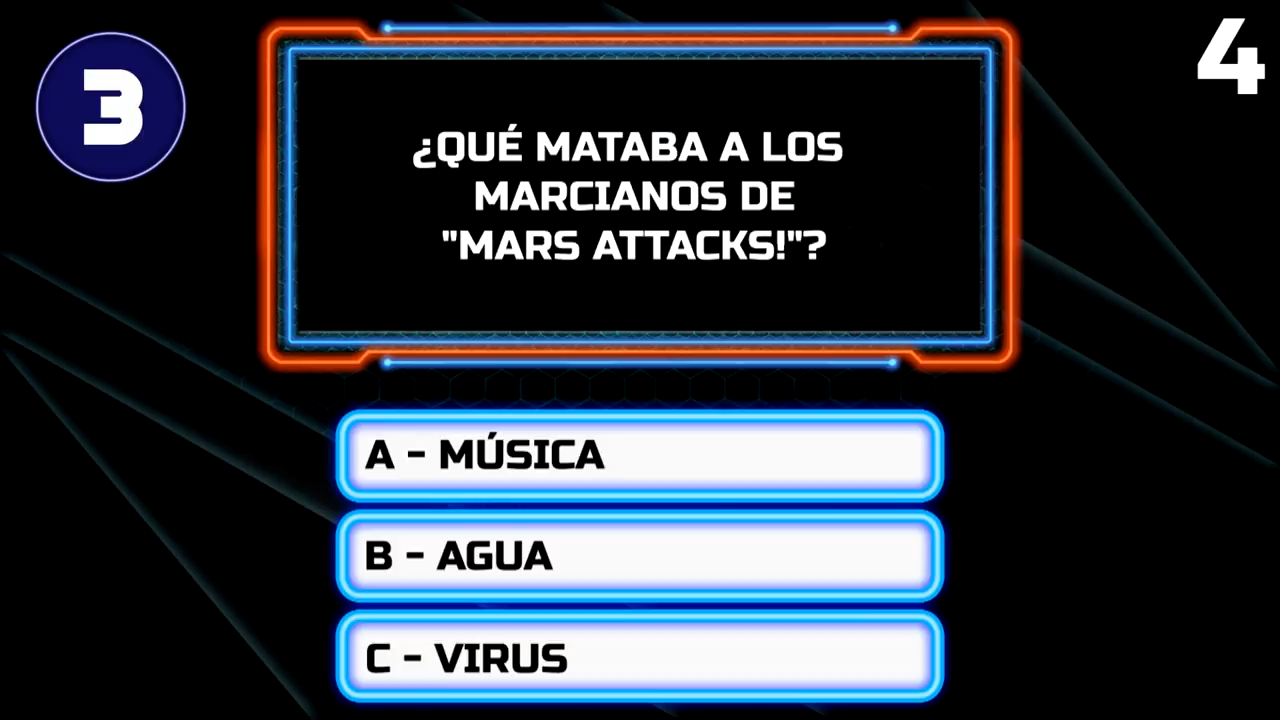 3
4
¿QUÉ MATABA A LOS
MARCIANOS DE
"MARS ATTACKS!"?
A - MÚSICA
B - AGUA
C - VIRUS